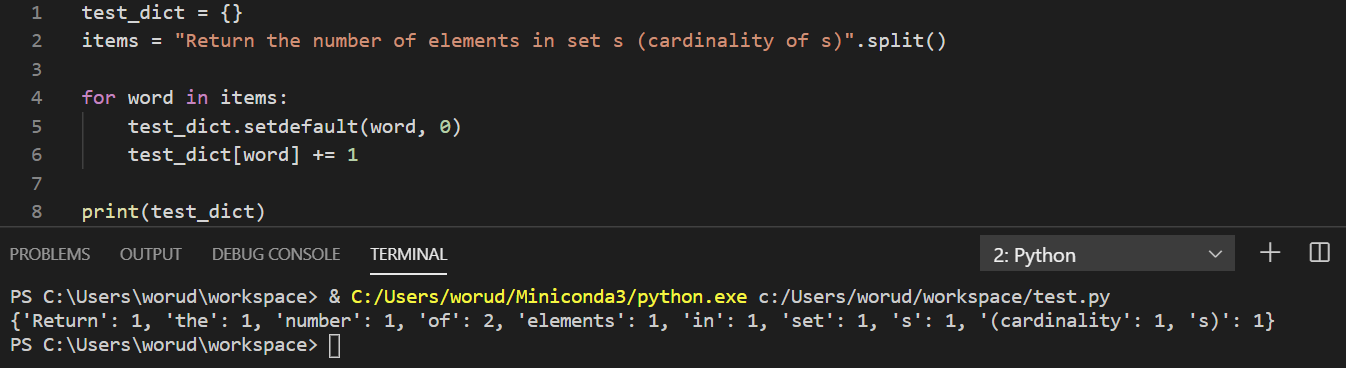 1 test_dict = {}
2 items = "Return the number of elements in set s (cardinality of s)".split()
3
4 for word in items:
5     test_dict.setdefault(word, 0)
6     test_dict[word] += 1
7
8 print(test_dict)
PROBLEMS OUTPUT DEBUG CONSOLE TERMINAL 2: Python
PS C:\Users\worud\workspace> & C:/Users/worud/Miniconda3/python.exe c:/Users/worud/workspace/test.py
{'Return': 1, 'the': 1, 'number': 1, 'of': 2, 'elements': 1, 'in': 1, 'set': 1, 's': 1, '(cardinality': 1, 's)': 1}
PS C:\Users\worud\workspace>